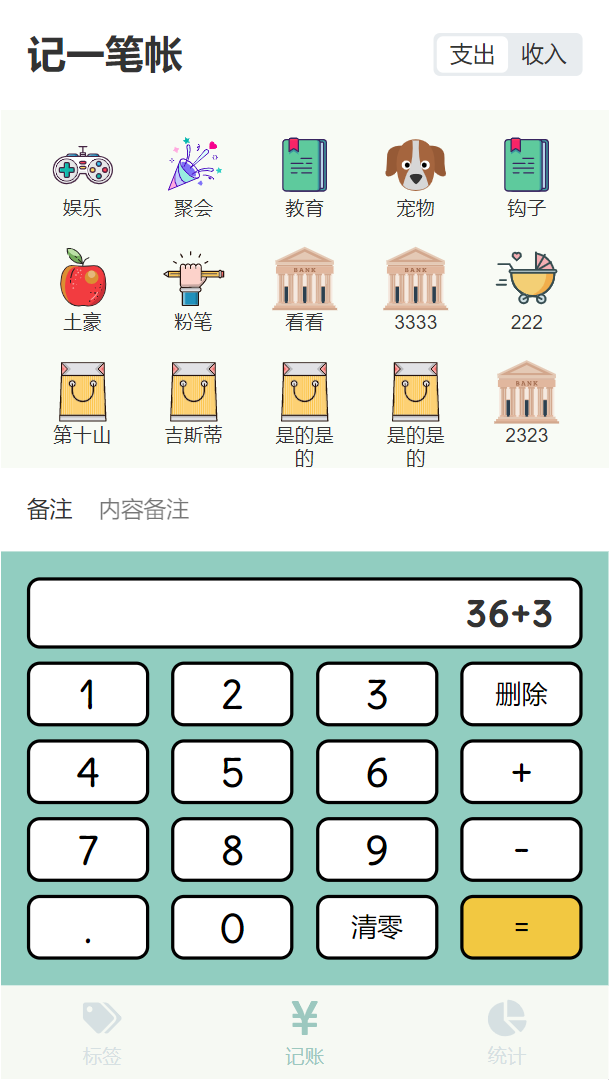 记一笔帐
支出 收入
娱乐 聚会 教育 宠物 钩子
BANK BANK
土豪 粉笔 看看 3333 222
BANK
第十山 吉斯蒂 是的是 是的是 2323
的 的
备注 内容备注
36+3
1 2 3 删除
4 5 6 +
7 8 9 -
. 0 清零 =
¥
标签 记账 统计